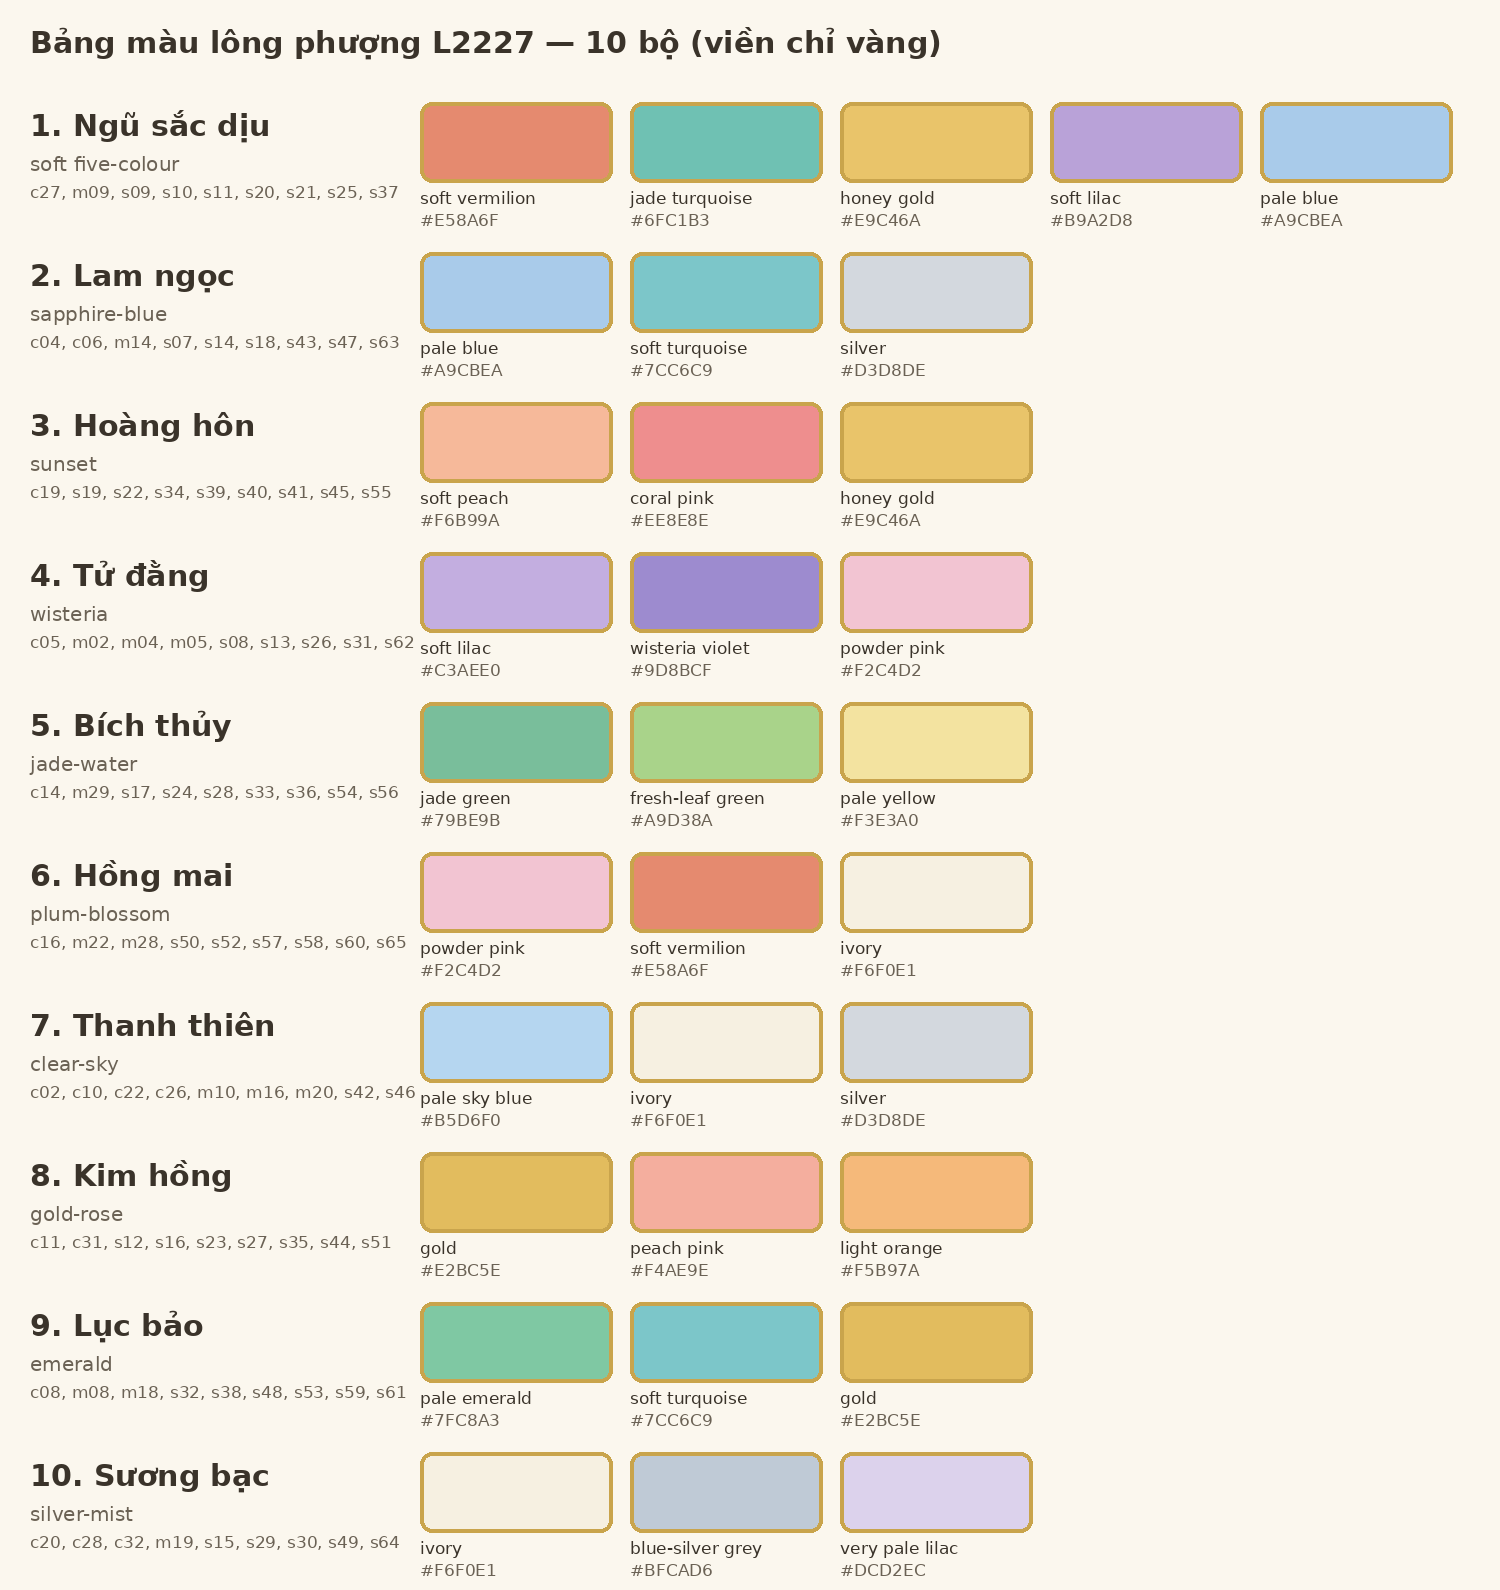 Bảng màu lông phượng L2227 — 10 bộ (viền chỉ vàng)
1. Ngũ sắc dịu
soft five-colour
c27, m09, s09, s10, s11, s20, s21, s25, s37
soft vermilion
#E58A6F
jade turquoise
#6FC1B3
honey gold
#E9C46A
soft lilac
#B9A2D8
pale blue
#A9CBEA
2. Lam ngọc
sapphire-blue
c04, c06, m14, s07, s14, s18, s43, s47, s63
pale blue
#A9CBEA
soft turquoise
#7CC6C9
silver
#D3D8DE
3. Hoàng hôn
sunset
c19, s19, s22, s34, s39, s40, s41, s45, s55
soft peach
#F6B99A
coral pink
#EE8E8E
honey gold
#E9C46A
4. Tử đằng
wisteria
c05, m02, m04, m05, s08, s13, s26, s31, s62
soft lilac
#C3AEE0
wisteria violet
#9D8BCF
powder pink
#F2C4D2
5. Bích thủy
jade-water
c14, m29, s17, s24, s28, s33, s36, s54, s56
jade green
#79BE9B
fresh-leaf green
#A9D38A
pale yellow
#F3E3A0
6. Hồng mai
plum-blossom
c16, m22, m28, s50, s52, s57, s58, s60, s65
powder pink
#F2C4D2
soft vermilion
#E58A6F
ivory
#F6F0E1
7. Thanh thiên
clear-sky
c02, c10, c22, c26, m10, m16, m20, s42, s46
pale sky blue
#B5D6F0
ivory
#F6F0E1
silver
#D3D8DE
8. Kim hồng
gold-rose
c11, c31, s12, s16, s23, s27, s35, s44, s51
gold
#E2BC5E
peach pink
#F4AE9E
light orange
#F5B97A
9. Lục bảo
emerald
c08, m08, m18, s32, s38, s48, s53, s59, s61
pale emerald
#7FC8A3
soft turquoise
#7CC6C9
gold
#E2BC5E
10. Sương bạc
silver-mist
c20, c28, c32, m19, s15, s29, s30, s49, s64
ivory
#F6F0E1
blue-silver grey
#BFCAD6
very pale lilac
#DCD2EC